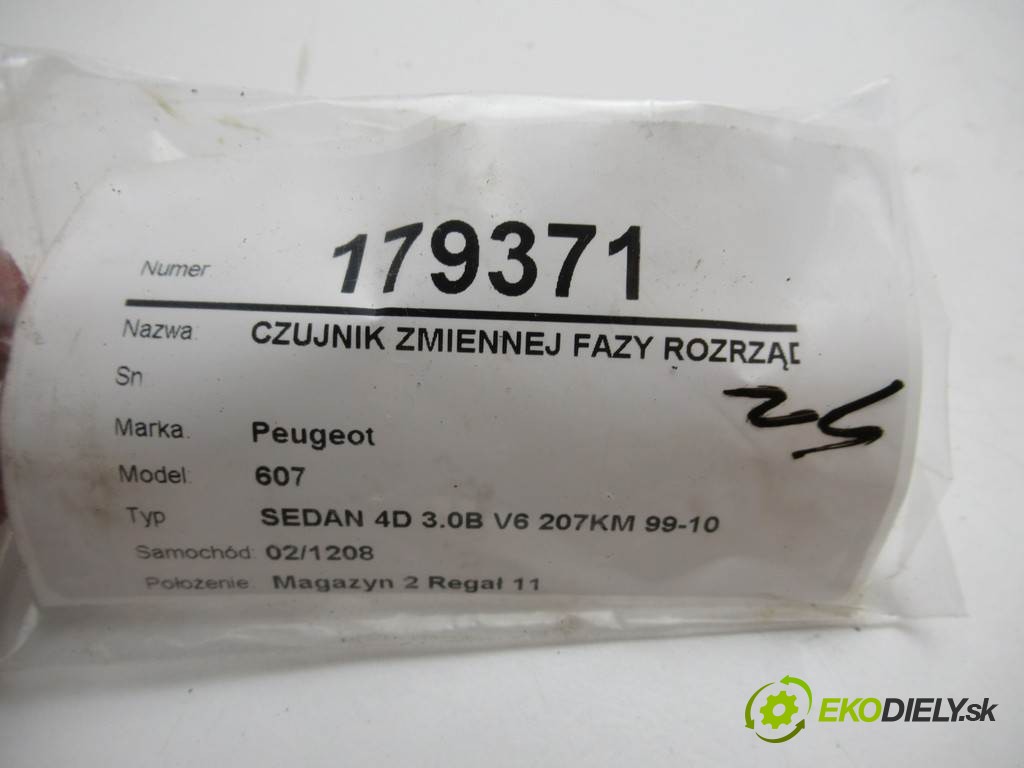 Numer 179371
Nazwa: CZUJNIK ZMIENNEJ FAZY ROZRZĄD
Sn
Marka. Peugeot
Model: 607
Typ SEDAN 4D 3.0B V6 207KM 99-10
Samochód: 02/1208
Położenie: Magazyn 2 Regał 11
EKODIELY.sk